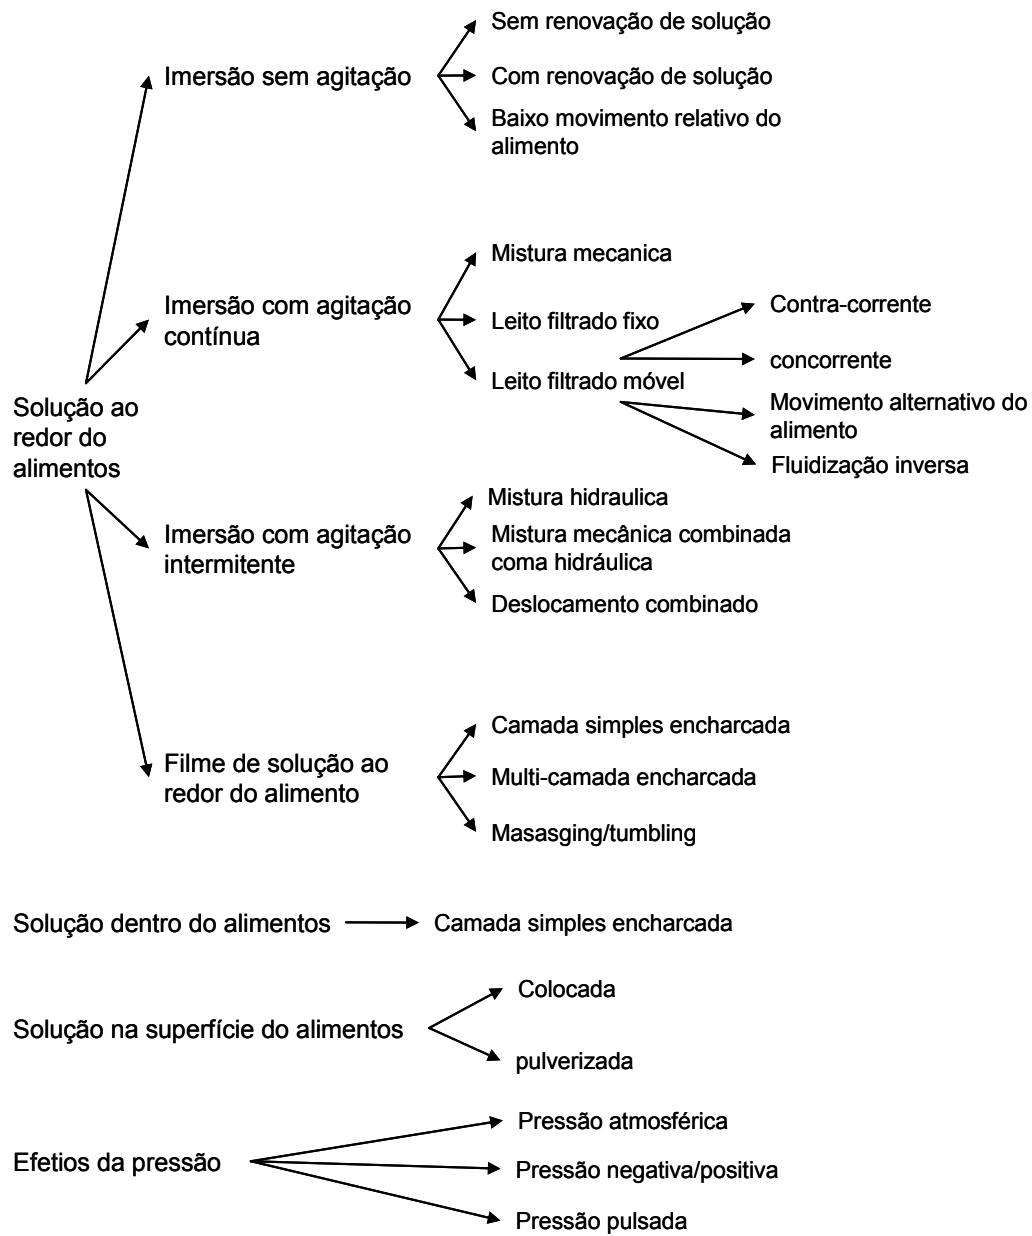 Sem renovação de solução
Imersão sem agitação
Com renovação de solução
Baixo movimento relativo do
alimento
Mistura mecanica
Imersão com agitação
contínua
Leito filtrado fixo
Contra-corrente
concorrente
Leito filtrado móvel
Movimento alternativo do
alimento
Fluidização inversa
Solução ao
redor do
alimentos
Mistura hidraulica
Imersão com agitação
intermitente
Mistura mecânica combinada
coma hidráulica
Deslocamento combinado
Camada simples encharcada
Filme de solução ao
redor do alimento
Multi-camada encharcada
Masasging/tumbling
Solução dentro do alimentos
Camada simples encharcada
Colocada
Solução na superfície do alimentos
pulverizada
Pressão atmosférica
Efetios da pressão
Pressão negativa/positiva
Pressão pulsada